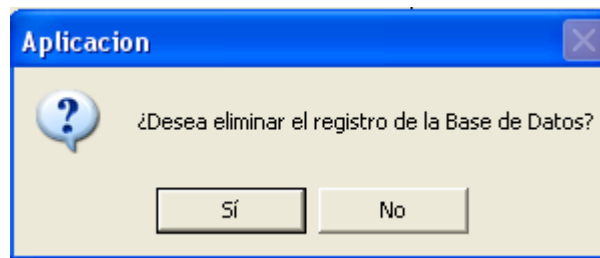 Aplicacion
¿Desea eliminar el registro de la Base de Datos?
Sí
No